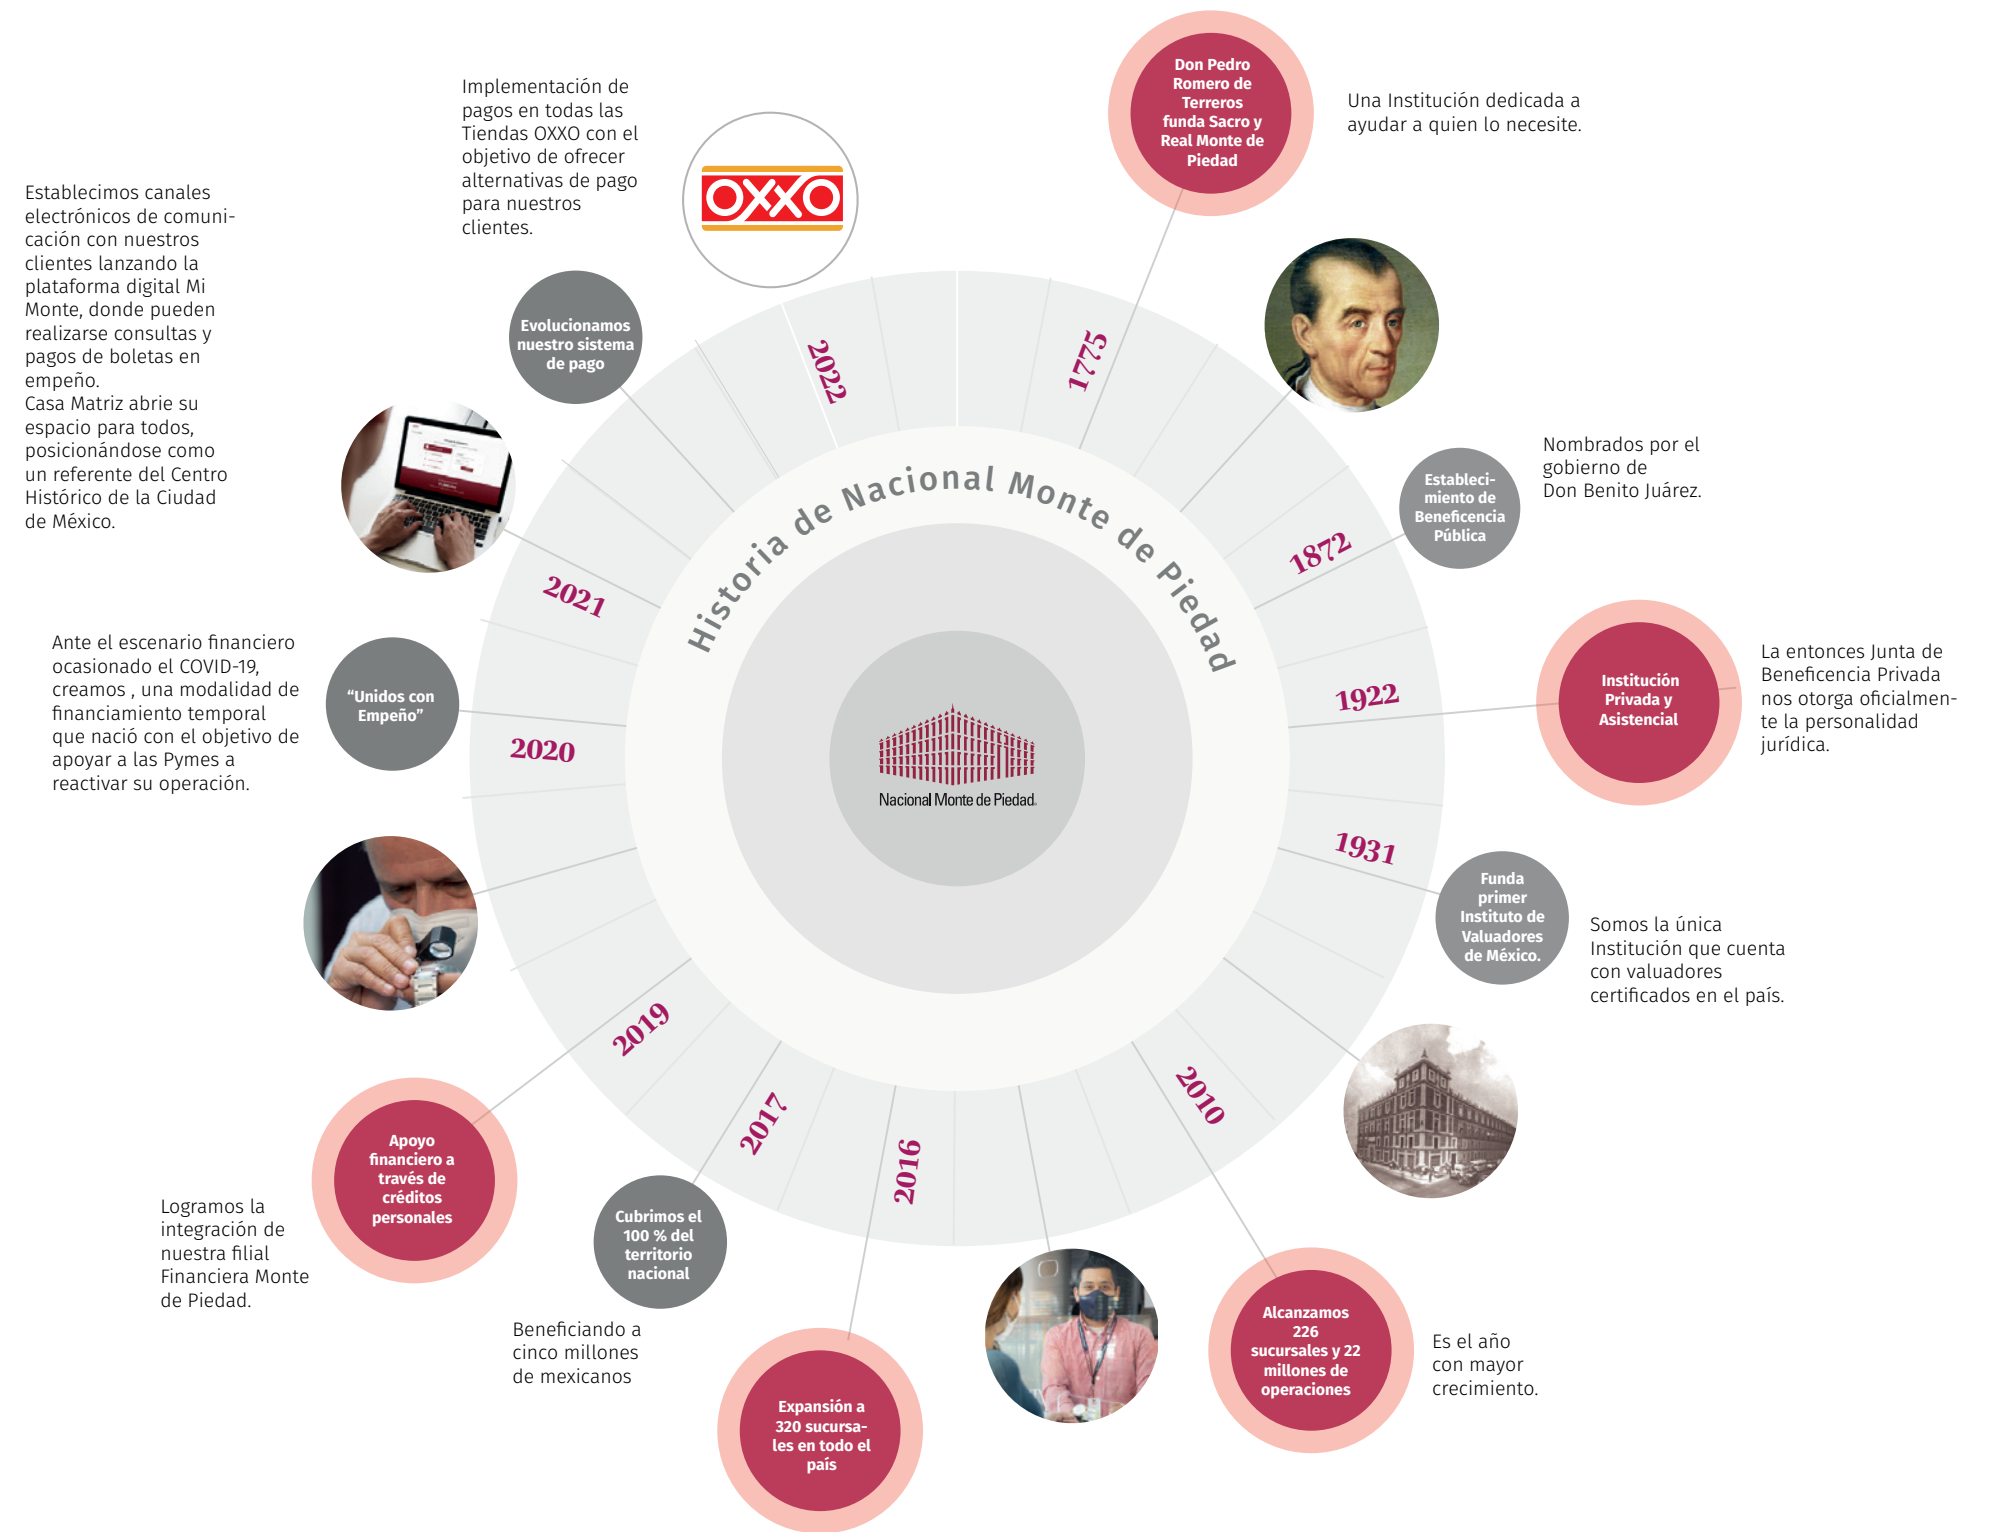 Historia de Nacional Monte de Piedad
Nacional Monte de Piedad.
1775
Don Pedro
Romero de
Terreros
funda Sacro y
Real Monte de
Piedad
Una Institución dedicada a
ayudar a quien lo necesite.
1872
Estableci-
miento de
Beneficencia
Pública
Nombrados por el
gobierno de
Don Benito Juárez.
1922
Institución
Privada y
Asistencial
La entonces Junta de
Beneficencia Privada
nos otorga oficialmen-
te la personalidad
jurídica.
1931
Funda
primer
Instituto de
Valuadores
de México.
Somos la única
Institución que cuenta
con valuadores
certificados en el país.
2010
Alcanzamos
226
sucursales y 22
millones de
operaciones
Es el año
con mayor
crecimiento.
2016
Expansión a
320 sucursa-
les en todo el
país
2017
Cubrimos el
100 % del
territorio
nacional
Beneficiando a
cinco millones
de mexicanos
2019
Apoyo
financiero a
través de
créditos
personales
Logramos la
integración de
nuestra filial
Financiera Monte
de Piedad.
2020
“Unidos con
Empeño”
Ante el escenario financiero
ocasionado el COVID-19,
creamos , una modalidad de
financiamiento temporal
que nació con el objetivo de
apoyar a las Pymes a
reactivar su operación.
2021
Establecimos canales
electrónicos de comuni-
cación con nuestros
clientes lanzando la
plataforma digital Mi
Monte, donde pueden
realizarse consultas y
pagos de boletas en
empeño.
Casa Matriz abrie su
espacio para todos,
posicionándose como
un referente del Centro
Histórico de la Ciudad
de México.
2022
Evolucionamos
nuestro sistema
de pago
Implementación de
pagos en todas las
Tiendas OXXO con el
objetivo de ofrecer
alternativas de pago
para nuestros
clientes.
OXXO